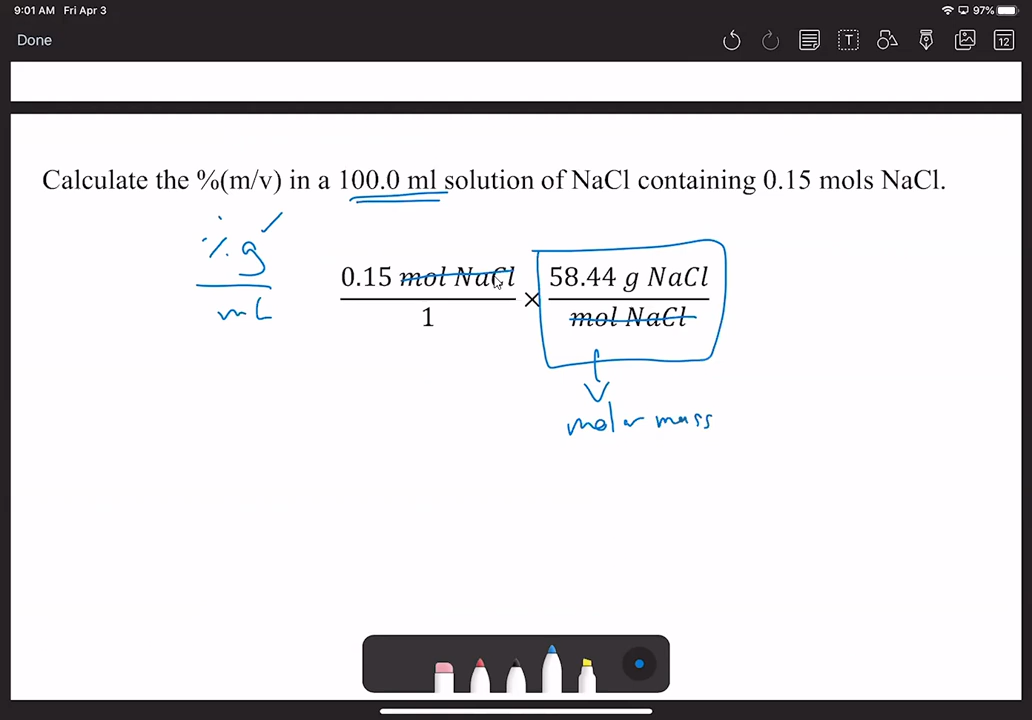 9:01 AM Fri Apr 3 97%
Done
T
12
Calculate the %(m/v) in a 100.0 ml solution of NaCl containing 0.15 mols NaCl.
% g
mL
0.15 mol NaCl
1
×
58.44 g NaCl
mol NaCl
molar mass